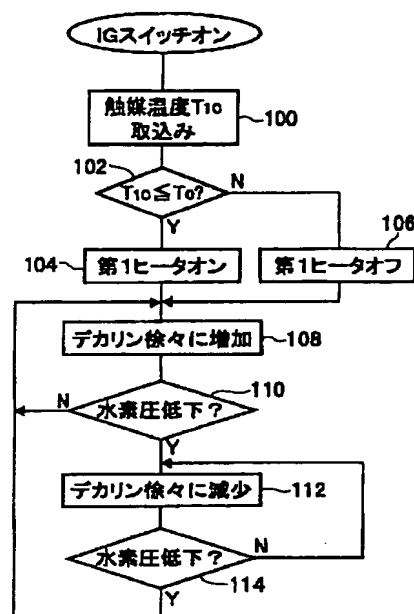 IGスイッチオン
触媒温度T1C
取込み
100
102
T1C≦T0?
N
Y
106
104
第1ヒータオン
第1ヒータオフ
デカリン徐々に増加
108
110
N
水素圧低下?
Y
デカリン徐々に減少
112
水素圧低下?
N
114
Y